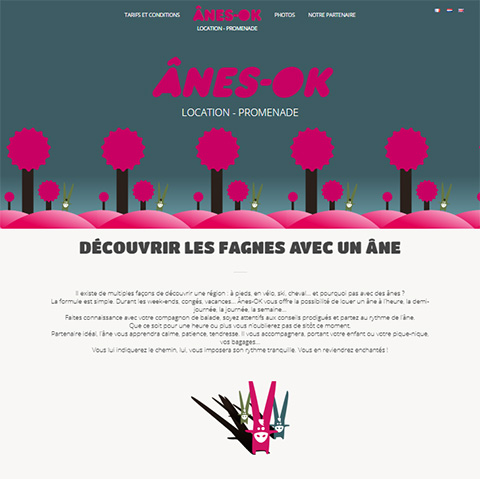 TARIFS ET CONDITIONS
ÂNES-OK
LOCATION - PROMENADE
PHOTOS
NOTRE PARTENAIRE
ÂNES-OK
LOCATION - PROMENADE
DÉCOUVRIR LES FAGNES AVEC UN ÂNE
Il existe de multiples façons de découvrir une région : à pieds, en vélo, ski, cheval... et pourquoi pas avec des ânes ?
La formule est simple. Durant les week-ends, congés, vacances... Ânes-OK vous offre la possibilité de louer un âne à l'heure, la demi-
journée, la journée, la semaine...
Faites connaissance avec votre compagnon de balade, soyez attentifs aux conseils prodigués et partez au rythme de l'âne.
Que ce soit pour une heure ou plus vous n'oublierez pas de sitôt ce moment.
Partenaire idéal, l'âne vous apprendra calme, patience, tendresse. Il vous accompagnera, portant votre enfant ou votre pique-nique,
vos bagages...
Vous lui indiquerez le chemin, lui, vous imposera son rythme tranquille. Vous en reviendrez enchantés !